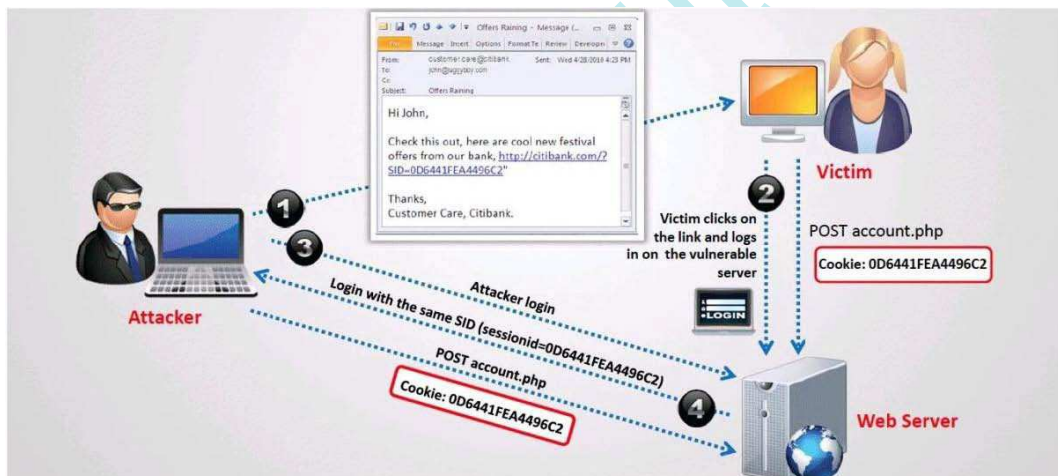 Offers Raining - Message (...
File Message Insert Options Format Te Review Developer
From: customer.care@citibank. Sent: Wed 4/28/2010 4:23 PM
To:
Cc:
Subject: Offers Raining
Hi John,
Check this out, here are cool new festival
offers from our bank, http://citibank.com/?
SID=0D6441FEA4496C2"
Thanks,
Customer Care, Citibank.
1
3
Attacker
Attacker login
Login with the same SID (sessionid=0D6441FEA4496C2)
POST account.php
Cookie: 0D6441FEA4496C2
4
2
Victim clicks on
the link and logs
in on the vulnerable
server
LOGIN
Victim
POST account.php
Cookie: 0D6441FEA4496C2
Web Server